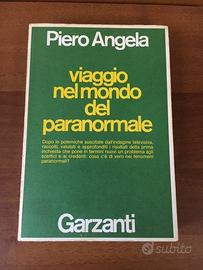 Piero Angela
viaggio
nel mondo
del
paranormale
Dopo le polemiche suscitate dall'indagine televisiva,
raccolti, valutati e approfonditi i risultati della prima
inchiesta che pone in termini nuovi un problema agli
scettici e ai credenti: cosa c'è di vero nei fenomeni
paranormali?
Garzanti
subito